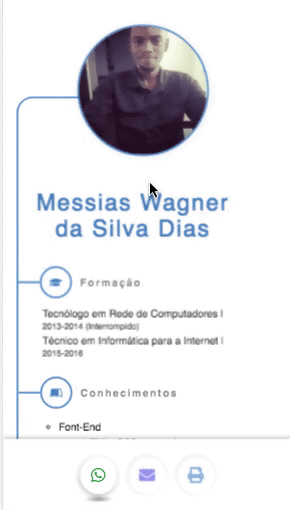 Messias Wagner
da Silva Dias
Formação
Tecnólogo em Rede de Computadores |
2013-2014 (Interrompido)
Técnico em Informática para a Internet |
2015-2016
Conhecimentos
Font-End